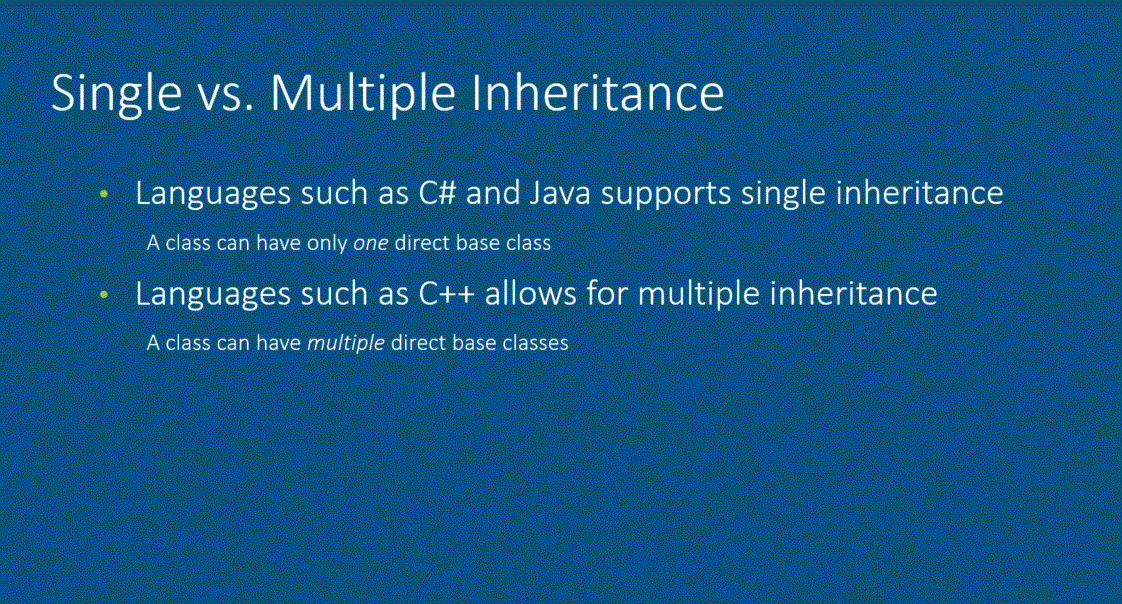 Single vs. Multiple Inheritance
• Languages such as C# and Java supports single inheritance
A class can have only one direct base class
• Languages such as C++ allows for multiple inheritance
A class can have multiple direct base classes